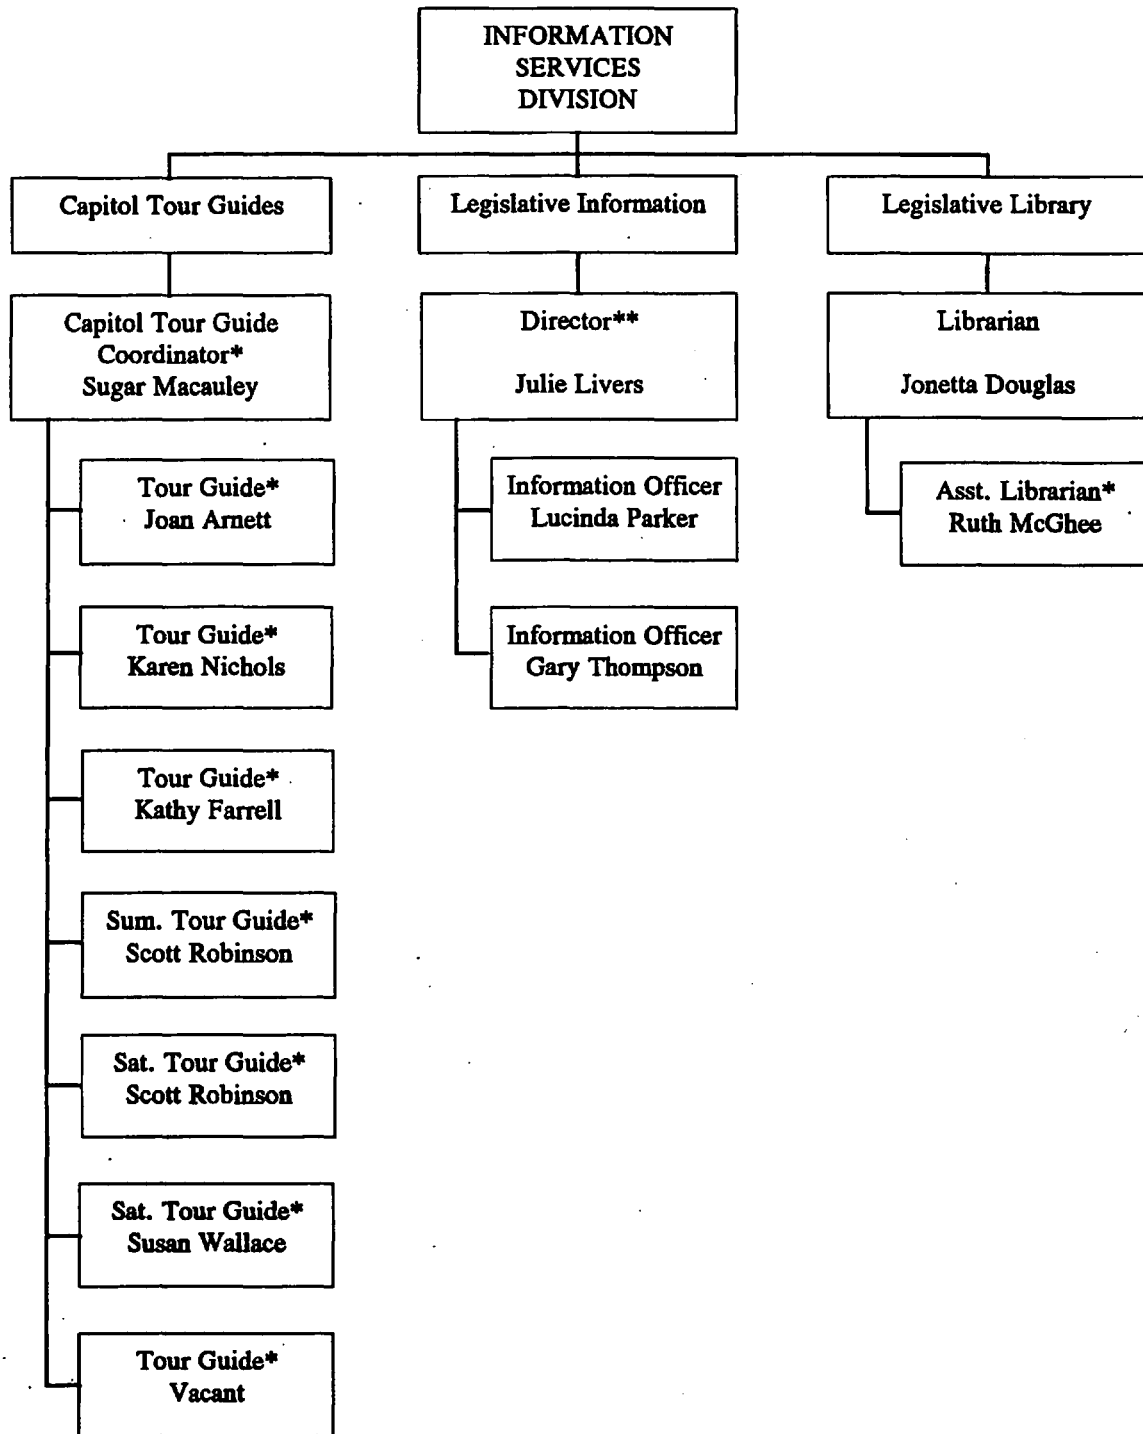 INFORMATION
SERVICES
DIVISION
Capitol Tour Guides
Capitol Tour Guide
Coordinator*
Sugar Macauley
Tour Guide*
Joan Arnett
Tour Guide*
Karen Nichols
Tour Guide*
Kathy Farrell
Sum. Tour Guide*
Scott Robinson
Sat. Tour Guide*
Scott Robinson
Sat. Tour Guide*
Susan Wallace
Tour Guide*
Vacant
Legislative Information
Director**
Julie Livers
Information Officer
Lucinda Parker
Information Officer
Gary Thompson
Legislative Library
Librarian
Jonetta Douglas
Asst. Librarian*
Ruth McGhee